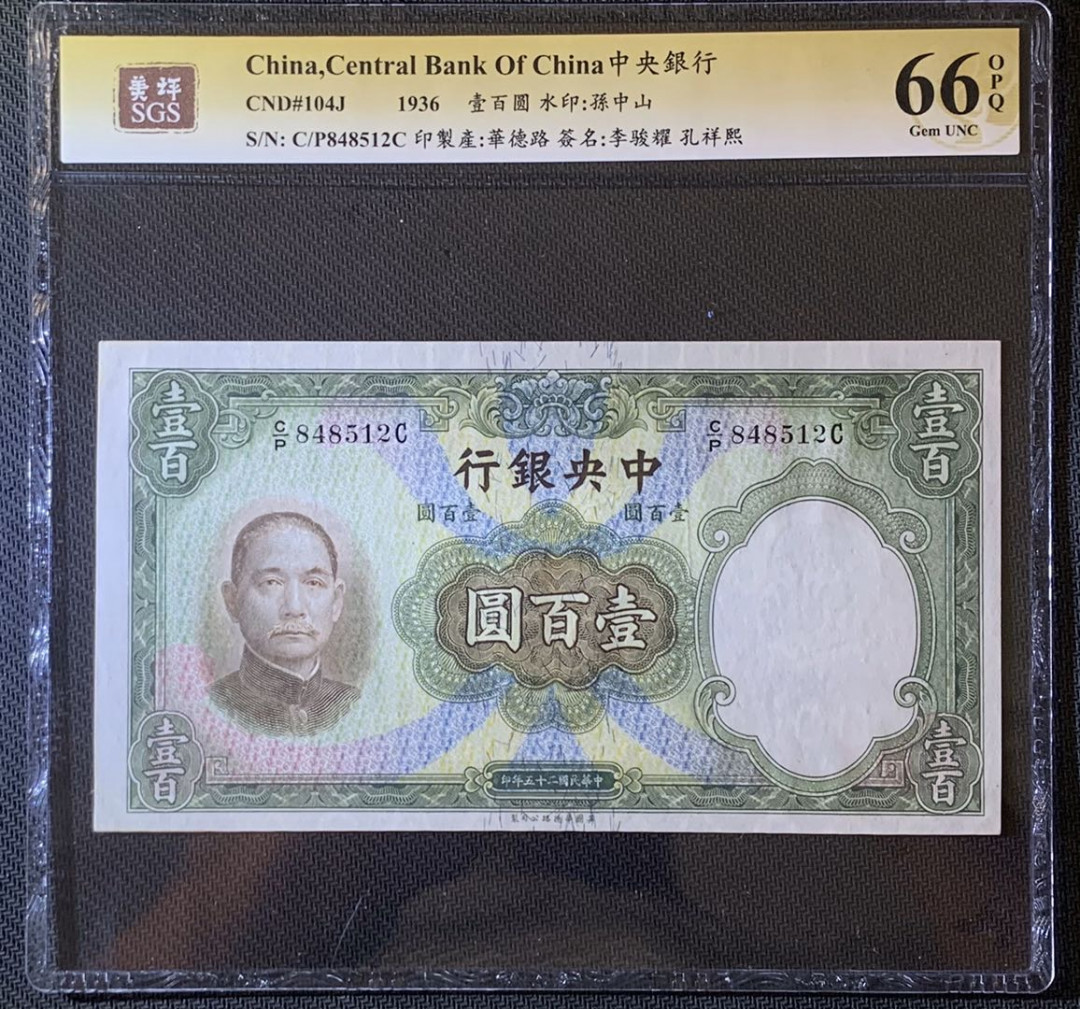 美祥
SGS
China,Central Bank Of China中央銀行
CND#104J 1936 壹百圓 水印:孫中山
S/N: C/P848512C 印製產:華德路 簽名:李骏耀 孔祥熙
66
OPQ
Gem UNC
壹百
壹百
C/P 848512C
C/P 848512C
行銀央中
圓百壹
圓百壹
圓百壹
壹百
壹百
印年五十二國民華中